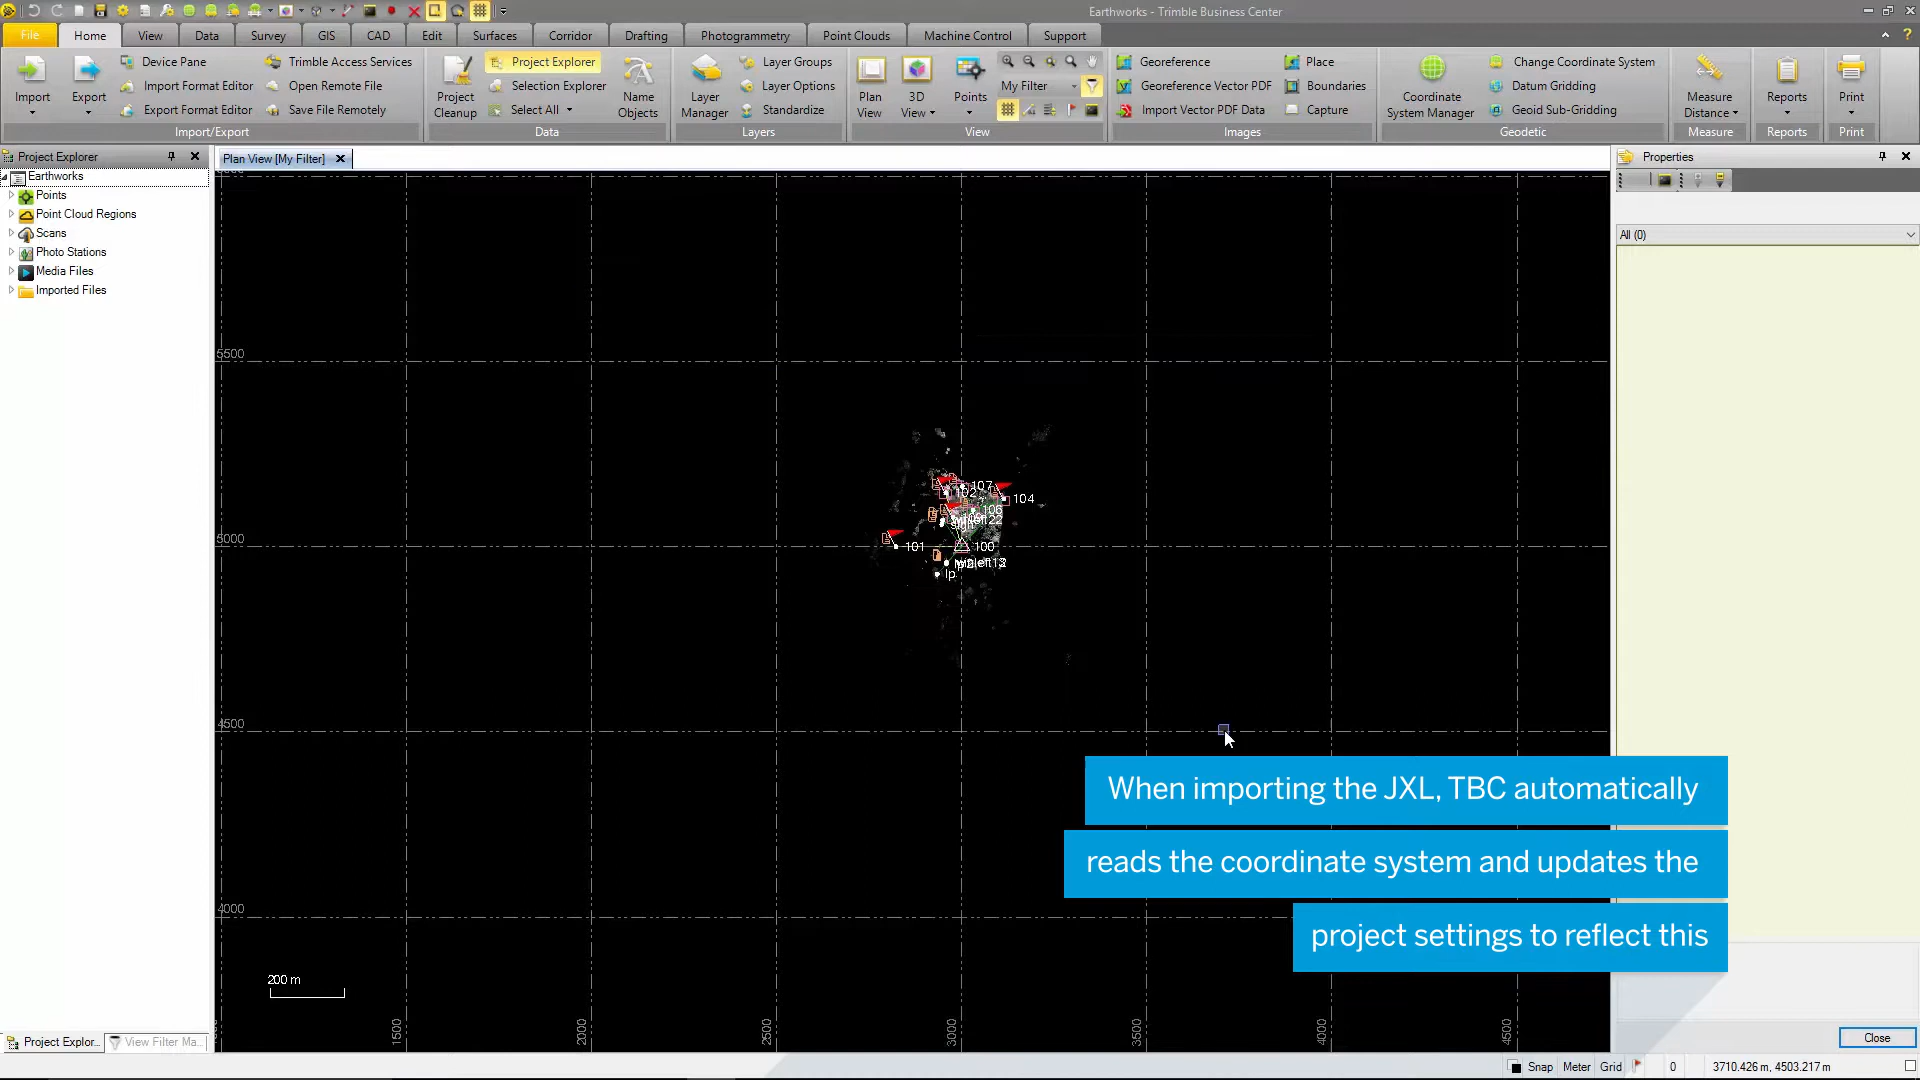 Earthworks - Trimble Business Center
File Home View Data Survey GIS CAD Edit Surfaces Corridor Drafting Photogrammetry Point Clouds Machine Control Support
Import
Export
Device Pane
Import Format Editor
Export Format Editor
Trimble Access Services
Open Remote File
Save File Remotely
Import/Export
Project Cleanup
Project Explorer
Selection Explorer
Select All
Name Objects
Data
Layer Manager
Layer Groups
Layer Options
Standardize
Layers
Plan View
3D View
Points
My Filter
View
Georeference
Georeference Vector PDF
Import Vector PDF Data
Place
Boundaries
Capture
Images
Coordinate System Manager
Change Coordinate System
Datum Gridding
Geoid Sub-Gridding
Geodetic
Measure Distance
Measure
Reports
Reports
Print
Print
Project Explorer
Earthworks
Points
Point Cloud Regions
Scans
Photo Stations
Media Files
Imported Files
Plan View [My Filter]
5500
5000
4500
4000
107
102
104
106
101
100
lp
200 m
1500
2000
2500
3000
3500
4000
4500
Properties
All (0)
When importing the JXL, TBC automatically
reads the coordinate system and updates the
project settings to reflect this
Close
Project Explor...
View Filter Ma...
Snap Meter Grid 0 3710.426 m, 4503.217 m